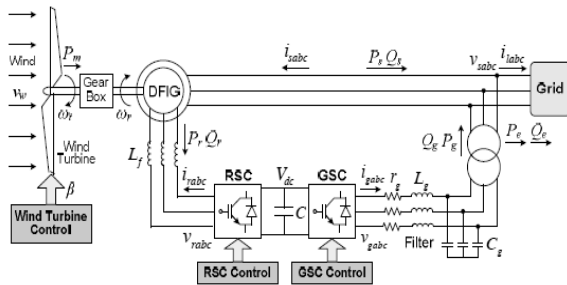 Wind
v_w
P_m
ω_r
Gear
Box
ω_r
DFIG
i_sabc
P_s Q_s
v_sabc
i_labc
Grid
Wind
Turbine
β
Wind Turbine
Control
L_f
P_r Q_r
i_rabc
v_rabc
RSC
V_dc
C
GSC
i_gabc
v_gabc
r_g
L_g
Filter
C_g
Q_g P_g
P_e Q_e
RSC Control
GSC Control